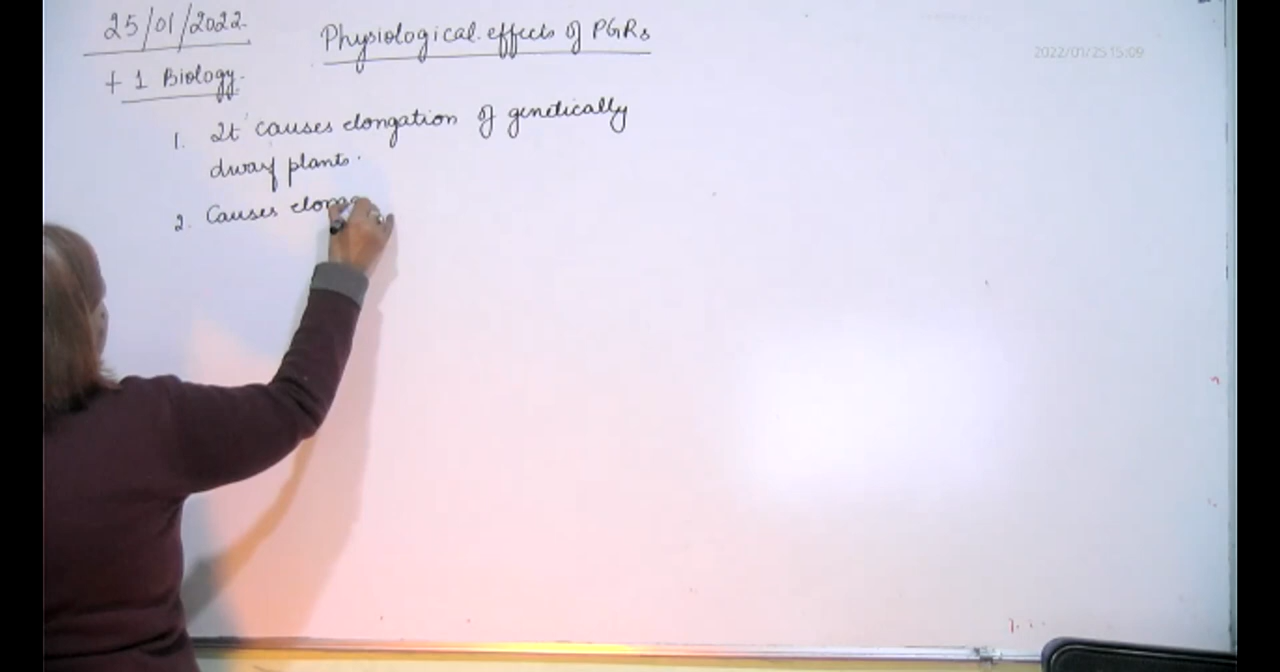 25/01/2022
Physiological effects of PGRs
2022/01/25 15:09
+ 1 Biology
1. It causes elongation of genetically
dwarf plants.
2. Causes